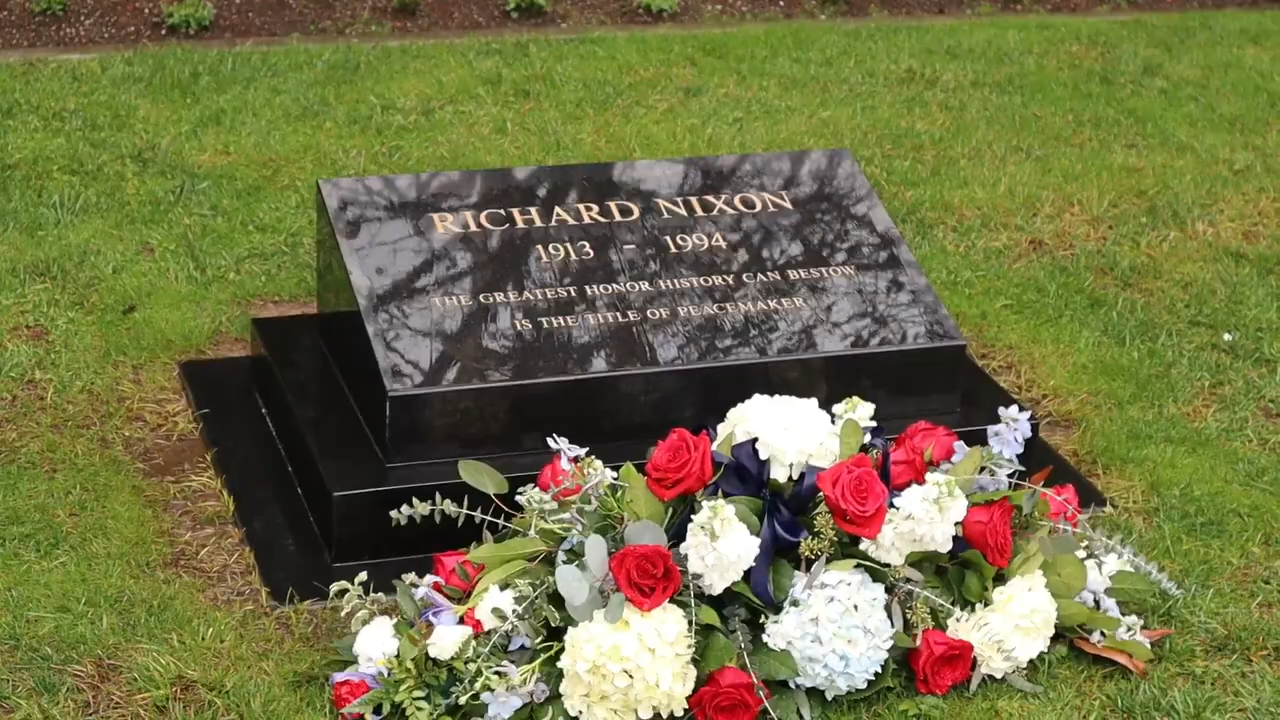 RICHARD NIXON
1913 - 1994
THE GREATEST HONOR HISTORY CAN BESTOW
IS THE TITLE OF PEACEMAKER